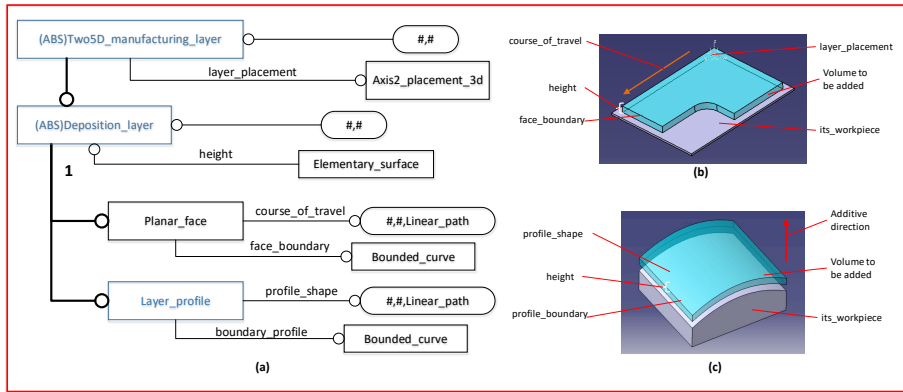 (ABS)Two5D_manufacturing_layer
#,#
layer_placement
Axis2_placement_3d
(ABS)Deposition_layer
#,#
height
Elementary_surface
1
Planar_face
course_of_travel
#,#,Linear_path
face_boundary
Bounded_curve
Layer_profile
profile_shape
#,#,Linear_path
boundary_profile
Bounded_curve
(a)
course_of_travel
layer_placement
height
Volume to
be added
face_boundary
its_workpiece
(b)
profile_shape
Additive
direction
height
Volume to
be added
profile_boundary
its_workpiece
(c)